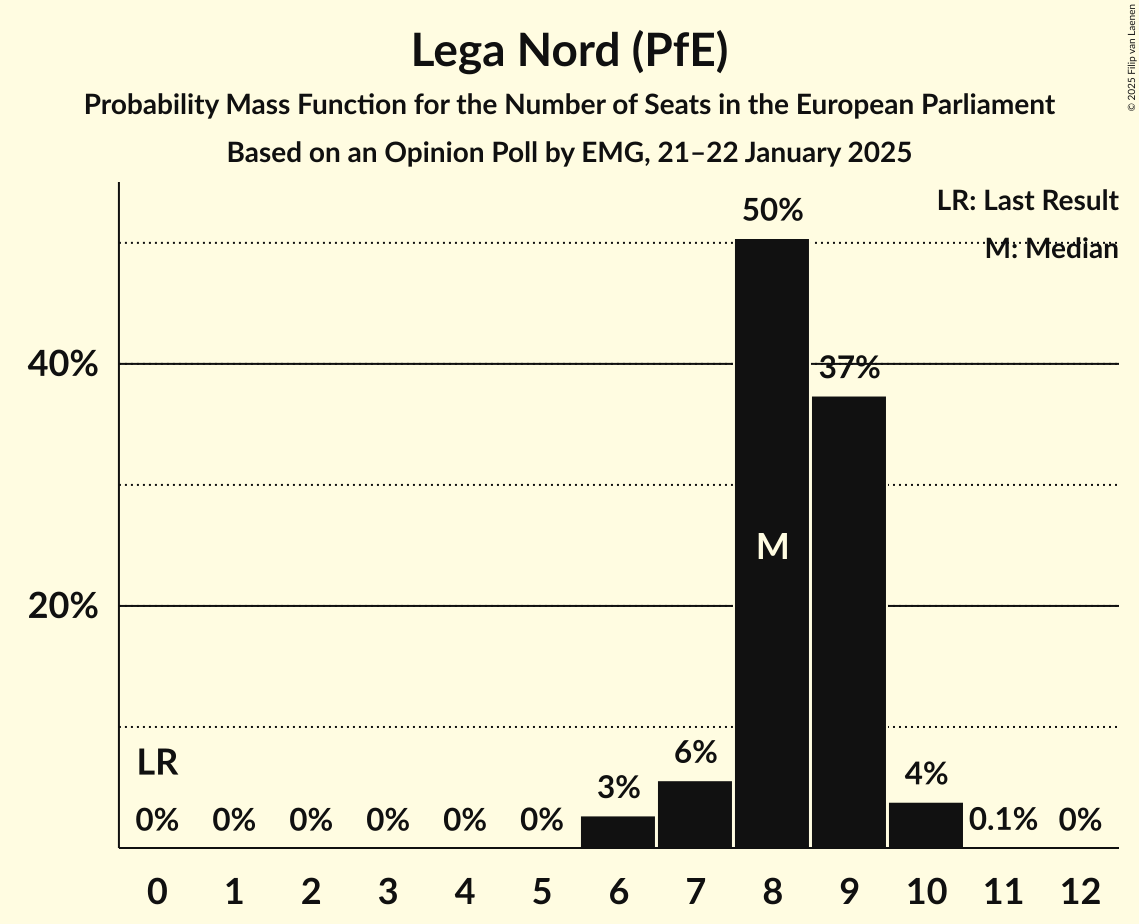 Lega Nord (PfE)
Probability Mass Function for the Number of Seats in the European Parliament
Based on an Opinion Poll by EMG, 21–22 January 2025
© 2025 Filip van Laenen
LR: Last Result
M: Median
50%
40%
37%
M
20%
LR
6%
4%
3%
0% 0% 0% 0% 0% 0% 0.1% 0%
0 1 2 3 4 5 6 7 8 9 10 11 12